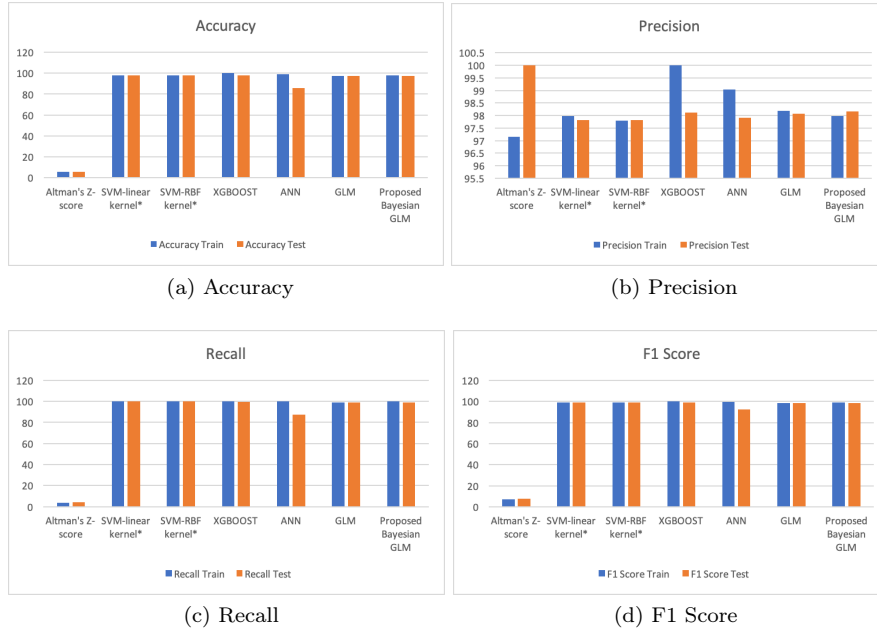 Accuracy
120
100
80
60
40
20
0
Altman's Z-score
SVM-linear kernel*
SVM-RBF kernel*
XGBOOST
ANN
GLM
Proposed Bayesian GLM
Accuracy Train
Accuracy Test
(a) Accuracy
Precision
100.5
100
99.5
99
98.5
98
97.5
97
96.5
96
95.5
Altman's Z-score
SVM-linear kernel*
SVM-RBF kernel*
XGBOOST
ANN
GLM
Proposed Bayesian GLM
Precision Train
Precision Test
(b) Precision
Recall
120
100
80
60
40
20
0
Altman's Z-score
SVM-linear kernel*
SVM-RBF kernel*
XGBOOST
ANN
GLM
Proposed Bayesian GLM
Recall Train
Recall Test
(c) Recall
F1 Score
120
100
80
60
40
20
0
Altman's Z-score
SVM-linear kernel*
SVM-RBF kernel*
XGBOOST
ANN
GLM
Proposed Bayesian GLM
F1 Score Train
F1 Score Test
(d) F1 Score